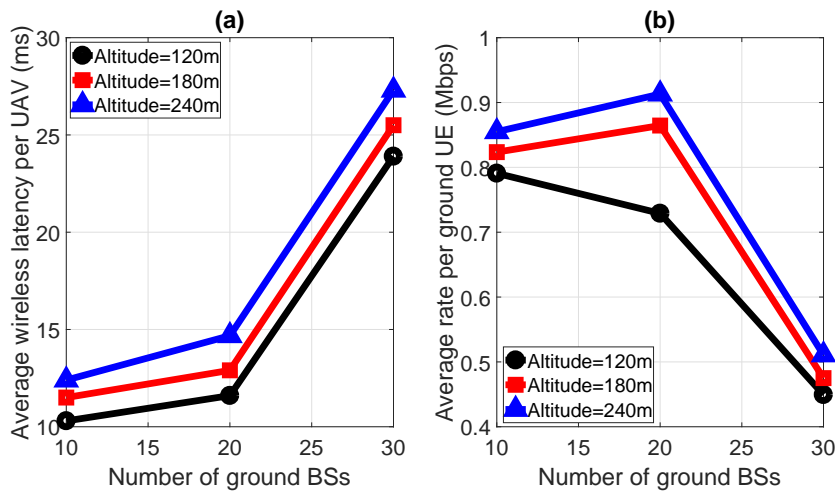 (a)
Average wireless latency per UAV (ms)
30
25
20
15
10
Altitude=120m
Altitude=180m
Altitude=240m
10
15
20
25
30
Number of ground BSs
(b)
Average rate per ground UE (Mbps)
1
0.9
0.8
0.7
0.6
0.5
0.4
Altitude=120m
Altitude=180m
Altitude=240m
10
15
20
25
30
Number of ground BSs